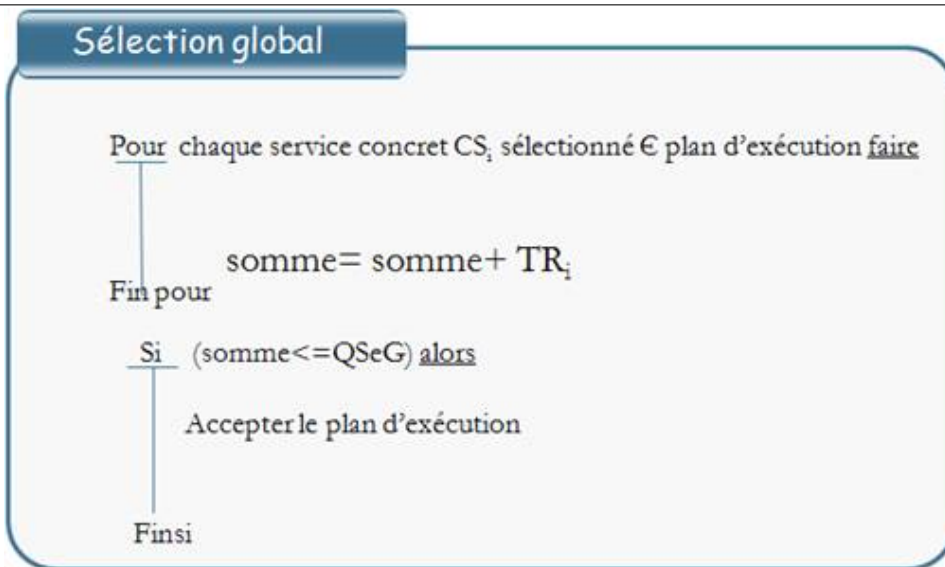 Sélection global
Pour chaque service concret CSᵢ sélectionné € plan d'exécution faire
somme= somme+ TRᵢ
Fin pour
Si (somme<=QSeG) alors
Accepter le plan d'exécution
Finsi